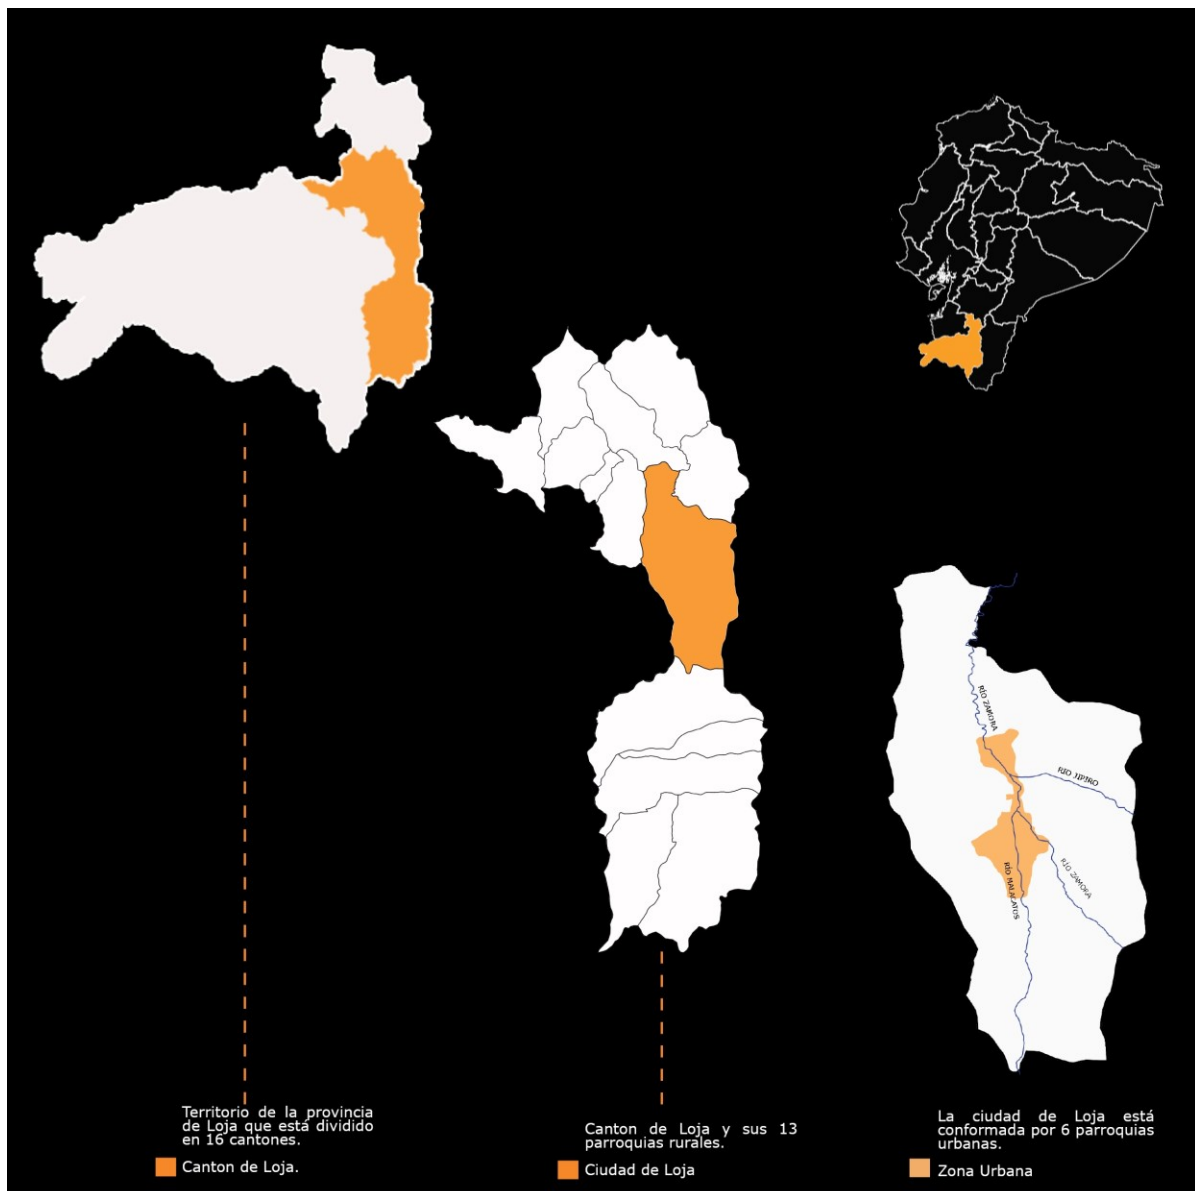 RÍO ZAMORA
RÍO JIPIRO
RÍO ZAMORA
RÍO MALACATOS
Territorio de la provincia
de Loja que está dividido
en 16 cantones.
Canton de Loja.
Canton de Loja y sus 13
parroquias rurales.
Ciudad de Loja
La ciudad de Loja está
conformada por 6 parroquias
urbanas.
Zona Urbana